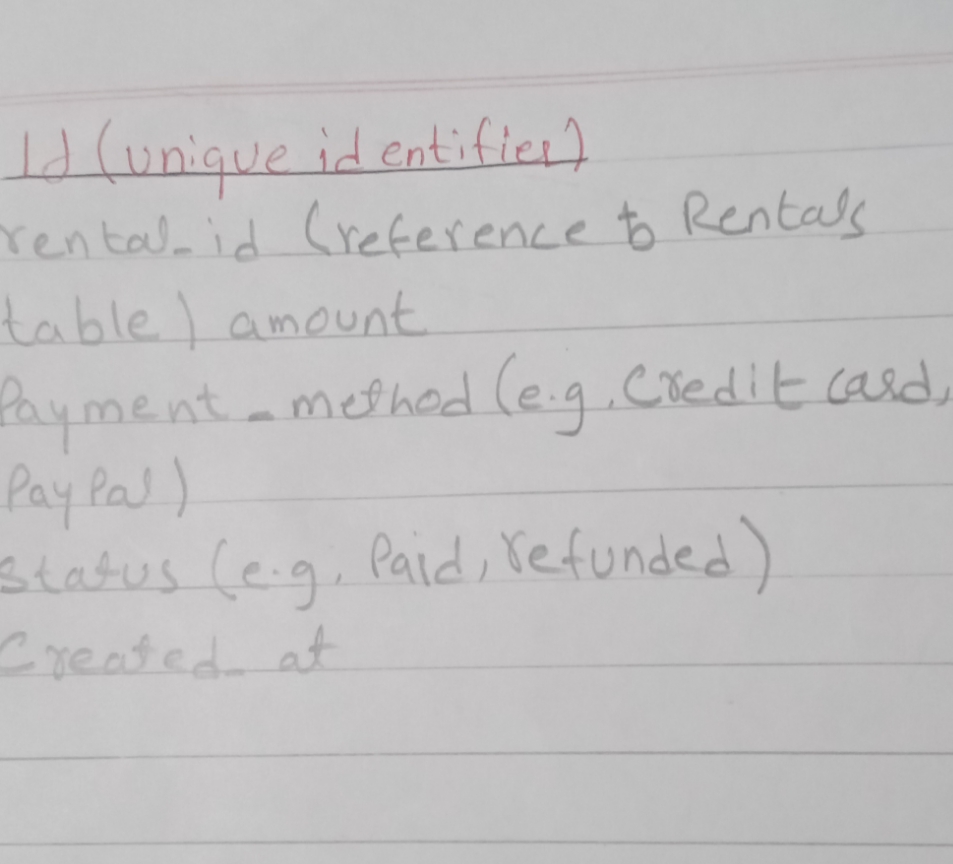 Id (unique identifier)
rental_id (reference to Rentals
table) amount
Payment_method (e.g. Credit card,
PayPal)
Status (e.g. Paid, refunded)
Created_at